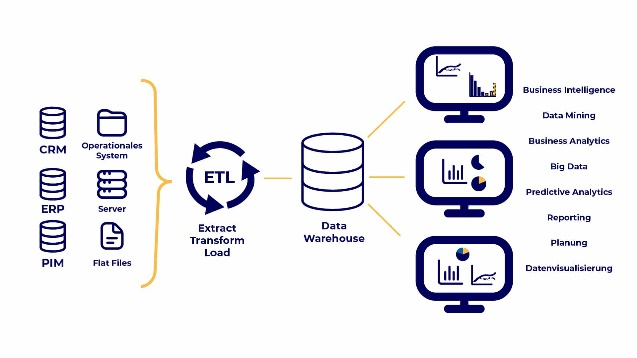 CRM
Operationales
System
ERP
Server
PIM
Flat Files
ETL
Extract
Transform
Load
Data
Warehouse
Business Intelligence
Data Mining
Business Analytics
Big Data
Predictive Analytics
Reporting
Planung
Datenvisualisierung